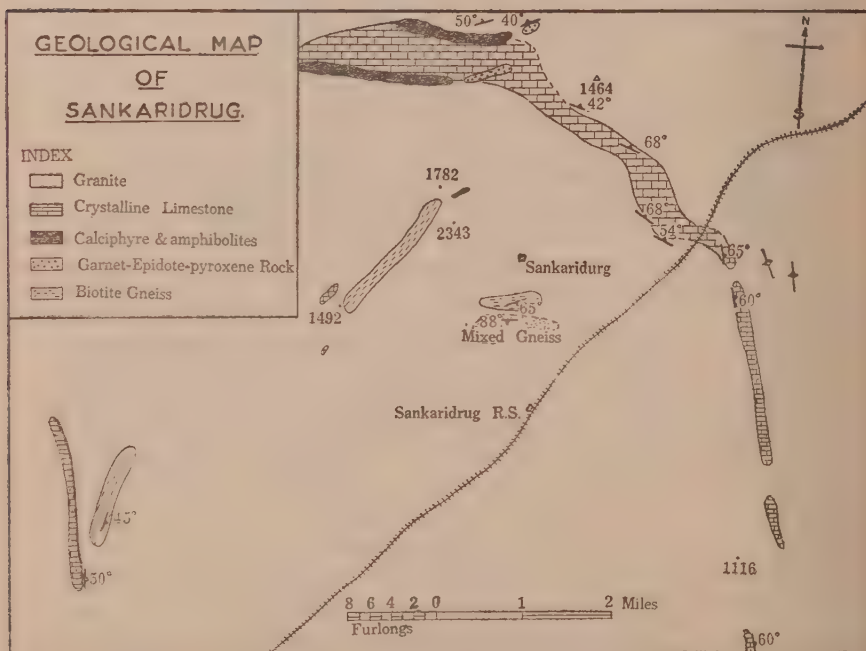 GEOLOGICAL MAP
OF
SANKARIDRUG.
INDEX
Granite
Crystalline Limestone
Calciphyre & amphibolites
Garnet-Epidote-pyroxene Rock
Biotite Gneiss
50° 40°
N
S
1464
42°
68°
1782
68°
2343
54°
65°
Sankaridurg
60°
1492
65°
88°
Mixed Gneiss
Sankaridrug R.S.
45°
1116
8 6 4 2 0 1 2 Miles
Furlongs
60°